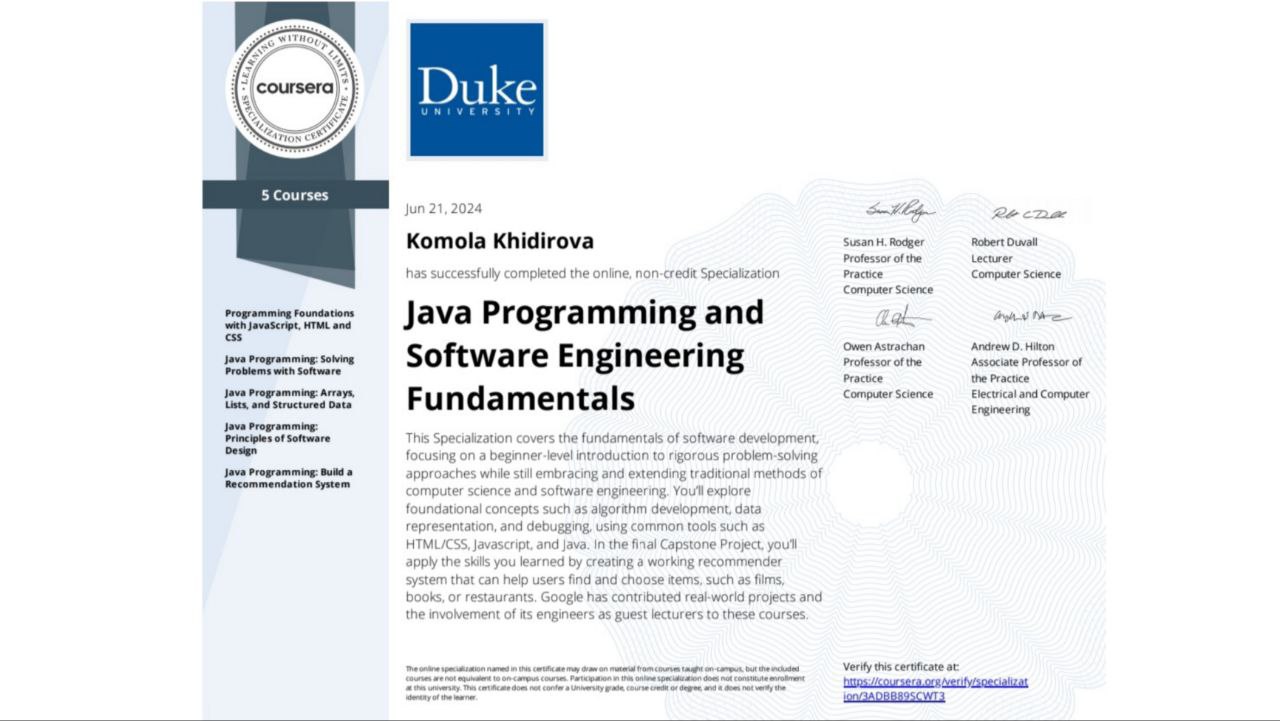 LEARNING WITHOUT LIMITS
coursera
SPECIALIZATION CERTIFICATE
5 Courses
Programming Foundations
with JavaScript, HTML and
CSS
Java Programming: Solving
Problems with Software
Java Programming: Arrays,
Lists, and Structured Data
Java Programming:
Principles of Software
Design
Java Programming: Build a
Recommendation System
Duke
UNIVERSITY
Jun 21, 2024
Komola Khidirova
has successfully completed the online, non-credit Specialization
Java Programming and
Software Engineering
Fundamentals
This Specialization covers the fundamentals of software development,
focusing on a beginner-level introduction to rigorous problem-solving
approaches while still embracing and extending traditional methods of
computer science and software engineering. You'll explore
foundational concepts such as algorithm development, data
representation, and debugging, using common tools such as
HTML/CSS, Javascript, and Java. In the final Capstone Project, you'll
apply the skills you learned by creating a working recommender
system that can help users find and choose items, such as films,
books, or restaurants. Google has contributed real-world projects and
the involvement of its engineers as guest lecturers to these courses.
The online specialization named in this certificate may draw on material from courses taught on-campus, but the included
courses are not equivalent to on-campus courses. Participation in this online specialization does not constitute enrollment
at this university. This certificate does not confer a University grade, course credit or degree, and it does not verify the
identity of the learner.
Susan H. Rodger
Professor of the
Practice
Computer Science
Robert Duvall
Lecturer
Computer Science
Owen Astrachan
Professor of the
Practice
Computer Science
Andrew D. Hilton
Associate Professor of
the Practice
Electrical and Computer
Engineering
Verify this certificate at:
https://coursera.org/verify/specializat
ion/3ADBB89SCWT3